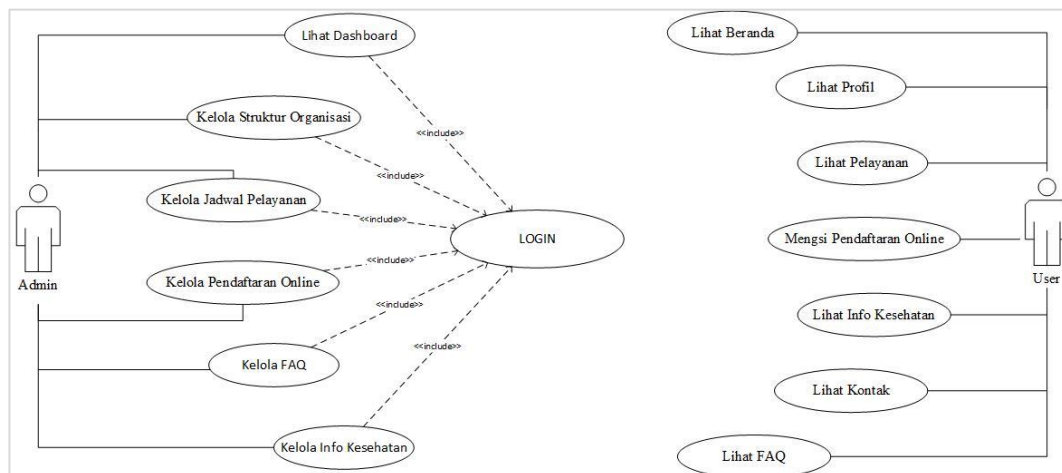 Lihat Dashboard
Lihat Beranda
Lihat Profil
Kelola Struktur Organisasi
<<include>>
<<include>>
Lihat Pelayanan
Kelola Jadwal Pelayanan
<<include>>
LOGIN
Mengsi Pendaftaran Online
<<include>>
Kelola Pendaftaran Online
Admin
User
<<include>>
Lihat Info Kesehatan
<<include>>
Kelola FAQ
Lihat Kontak
Kelola Info Kesehatan
Lihat FAQ